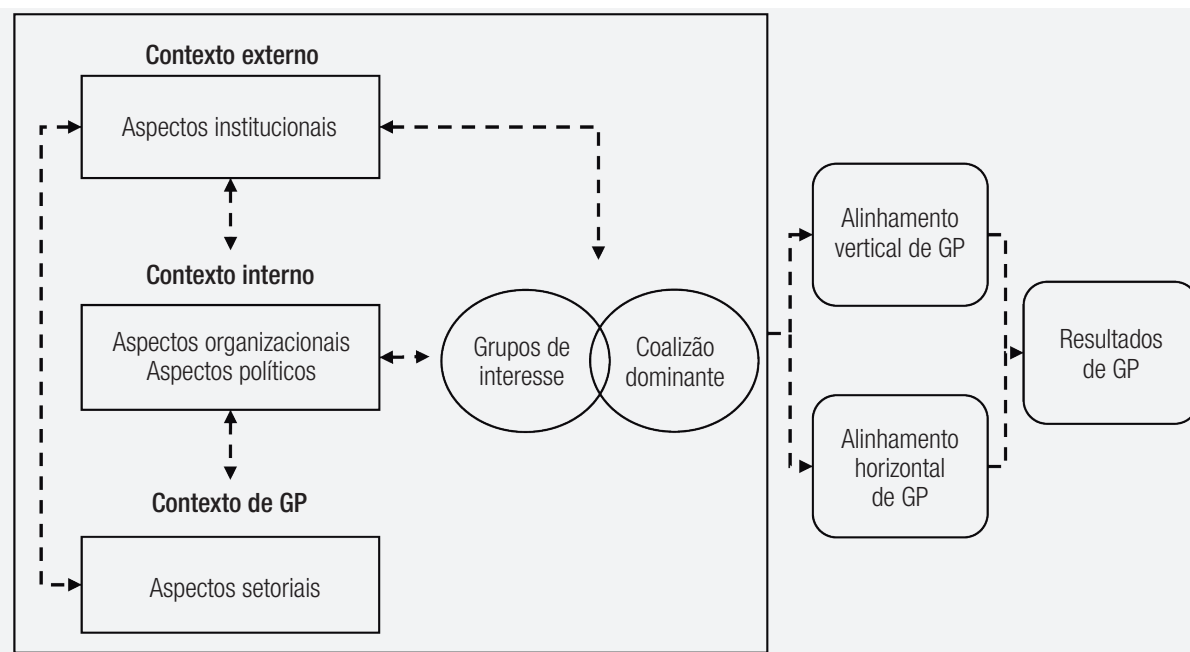 Contexto externo
Aspectos institucionais
Contexto interno
Aspectos organizacionais
Aspectos políticos
Contexto de GP
Aspectos setoriais
Grupos de
interesse
Coalizão
dominante
Alinhamento
vertical de GP
Alinhamento
horizontal
de GP
Resultados
de GP